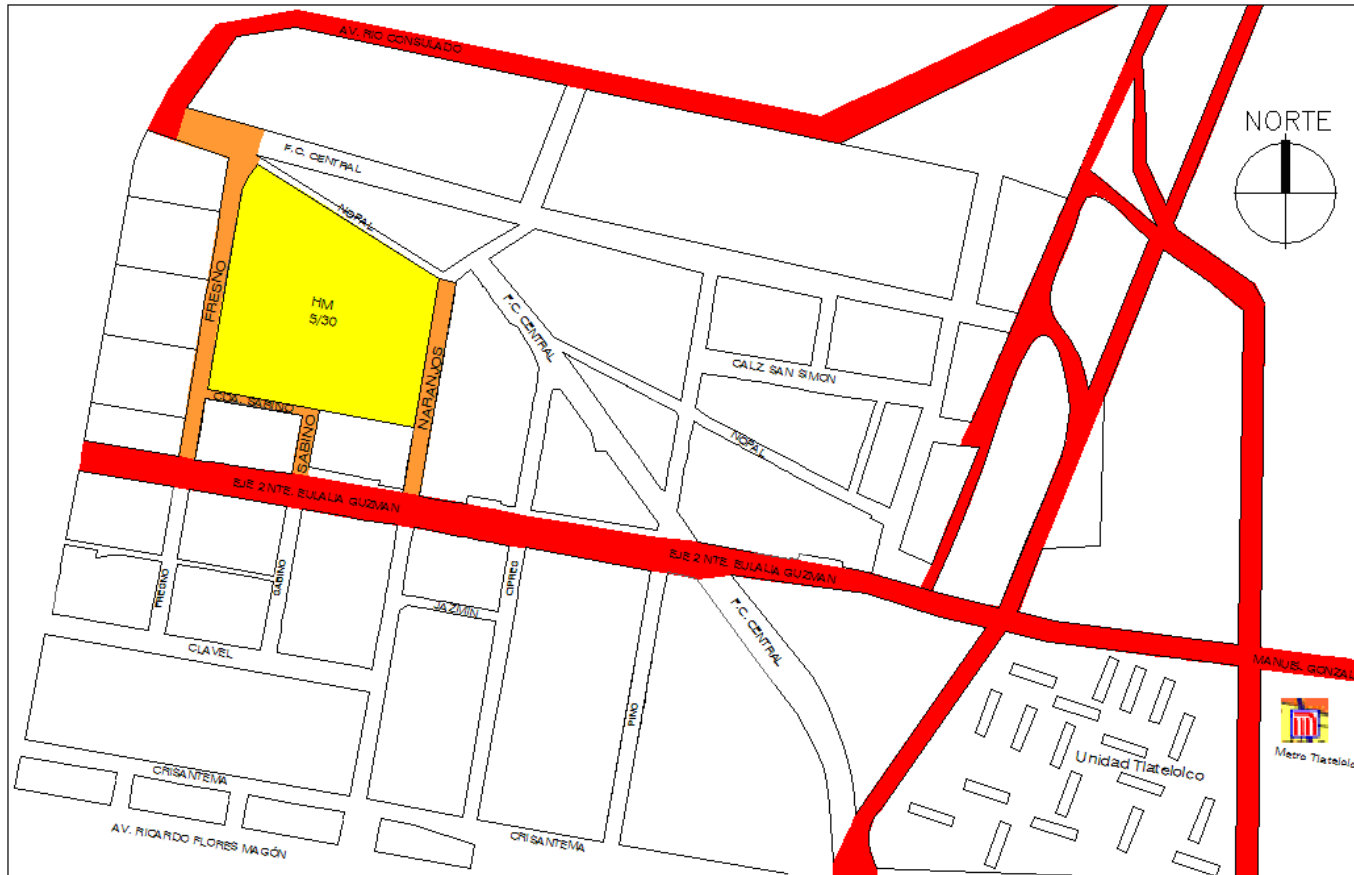 AV. RIO CONSULADO
NORTE
F.C. CENTRAL
NOPAL
FRESNO
HM
5/30
F.C. CENTRAL
CALZ SAN SIMON
NARANJOS
CDA. SABINO
SABINO
NOPAL
EJE 2 NTE. EULALIA GUZMAN
EJE 2 NTE. EULALIA GUZMAN
FRESNO
SABINO
CIPRES
JAZMIN
F.C. CENTRAL
CLAVEL
MANUEL GONZAL
PINO
Metro Tlatelolc
Unidad Tlatelolco
CRISANTEMA
AV. RICARDO FLORES MAGÓN
CRISANTEMA